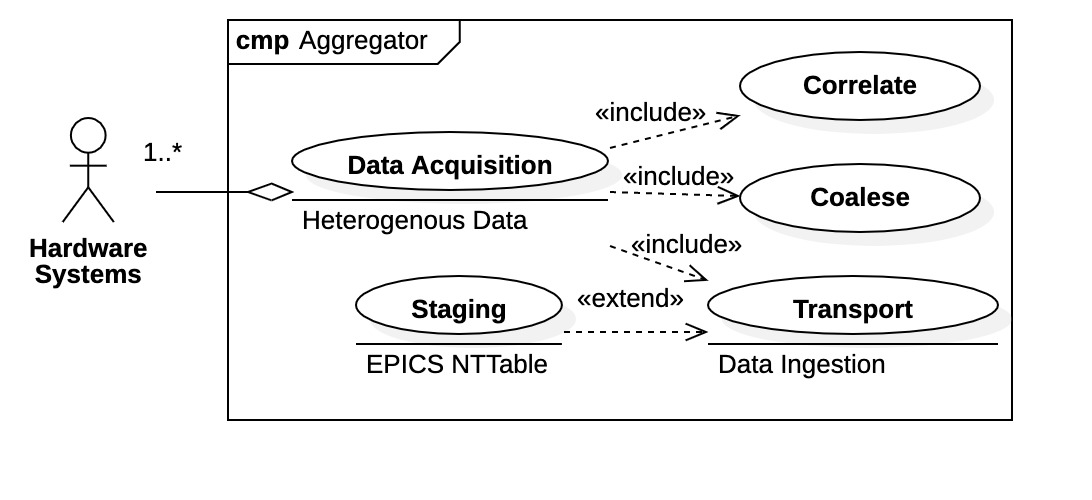 cmp Aggregator
Correlate
«include»
1..*
Data Acquisition
«include»
Coalese
Heterogenous Data
«include»
Hardware
Systems
Staging
«extend»
Transport
EPICS NTTable
Data Ingestion